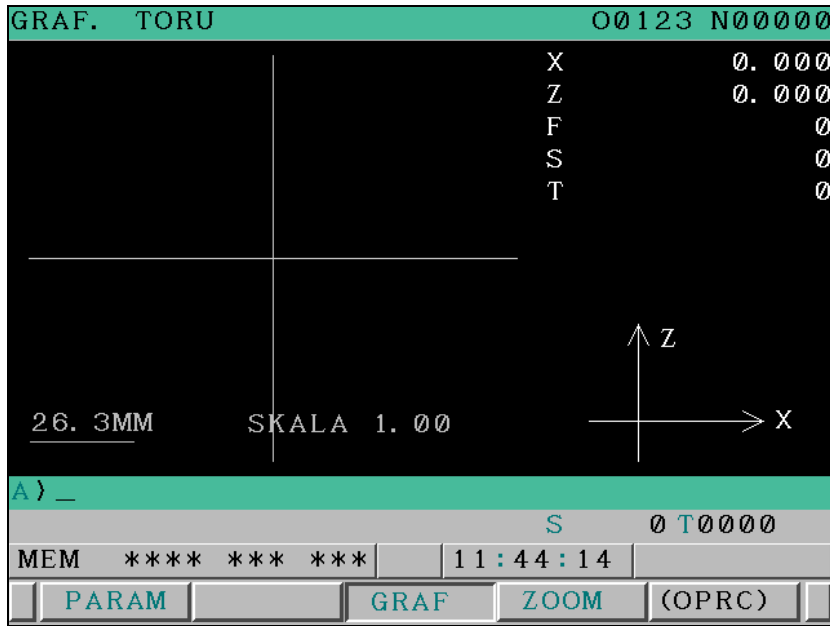 GRAF. TORU O0123 N00000
X 0.000
Z 0.000
F 0
S 0
T 0
Z
26.3MM SKALA 1.00 X
A>_
S 0 T0000
MEM **** *** *** 11:44:14
PARAM GRAF ZOOM (OPRC)